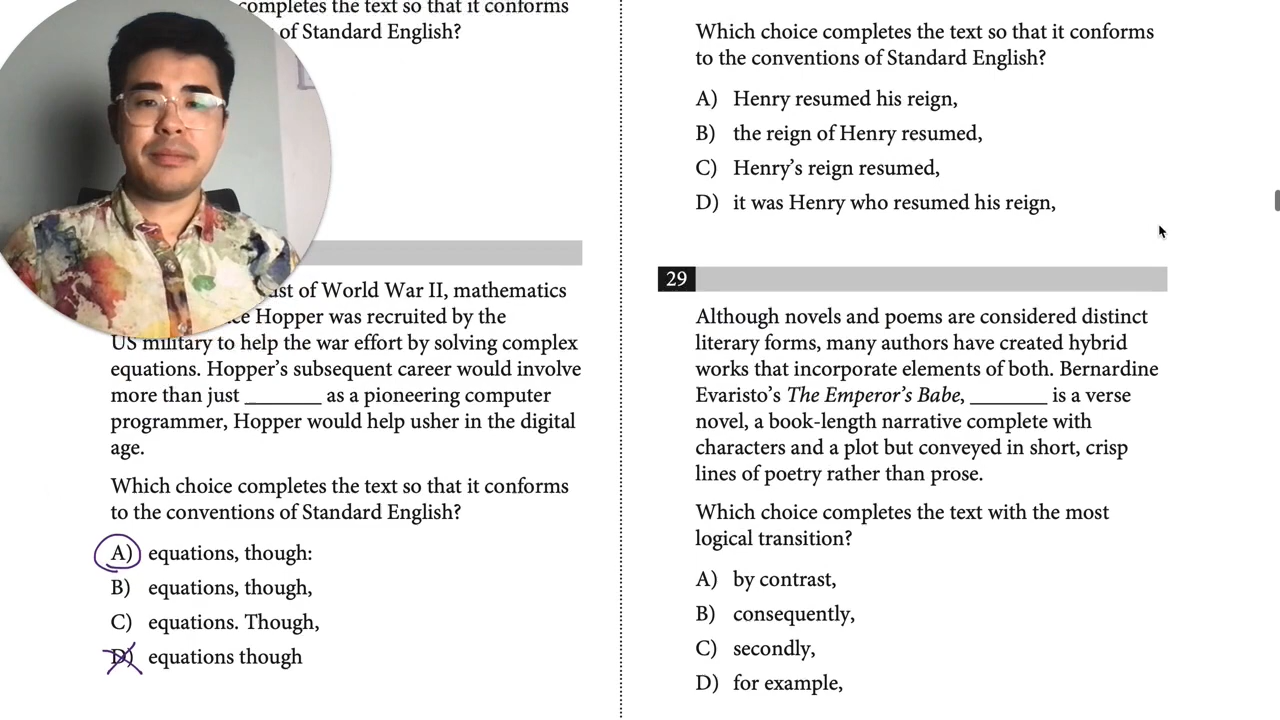 completes the text so that it conforms
of Standard English?
of World War II, mathematics
Hopper was recruited by the
US military to help the war effort by solving complex
equations. Hopper's subsequent career would involve
more than just _______ as a pioneering computer
programmer, Hopper would help usher in the digital
age.
Which choice completes the text so that it conforms
to the conventions of Standard English?
A) equations, though:
B) equations, though,
C) equations. Though,
D) equations though
Which choice completes the text so that it conforms
to the conventions of Standard English?
A) Henry resumed his reign,
B) the reign of Henry resumed,
C) Henry's reign resumed,
D) it was Henry who resumed his reign,
29
Although novels and poems are considered distinct
literary forms, many authors have created hybrid
works that incorporate elements of both. Bernardine
Evaristo's The Emperor's Babe, _______ is a verse
novel, a book-length narrative complete with
characters and a plot but conveyed in short, crisp
lines of poetry rather than prose.
Which choice completes the text with the most
logical transition?
A) by contrast,
B) consequently,
C) secondly,
D) for example,